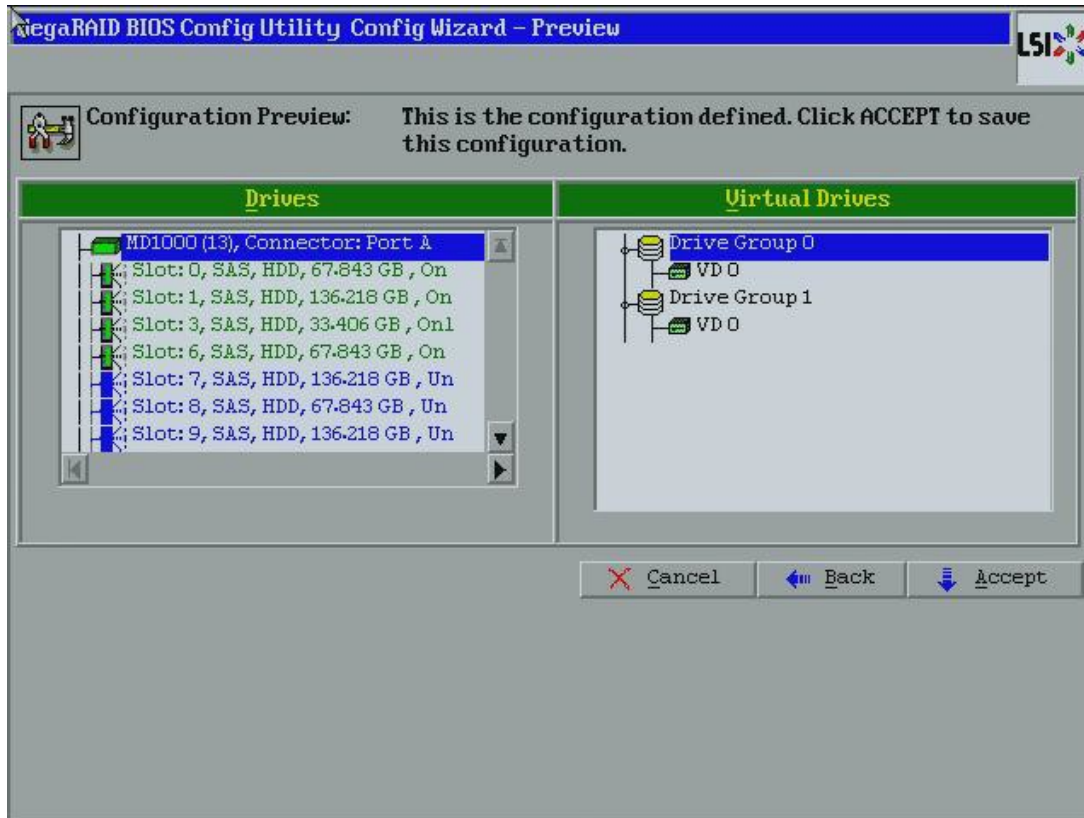 MegaRAID BIOS Config Utility Config Wizard – Preview
LSI
Configuration Preview:
This is the configuration defined. Click ACCEPT to save
this configuration.
Drives
MD1000 (13), Connector: Port A
Slot: 0, SAS, HDD, 67.843 GB , On
Slot: 1, SAS, HDD, 136.218 GB , On
Slot: 3, SAS, HDD, 33.406 GB , Onl
Slot: 6, SAS, HDD, 67.843 GB , On
Slot: 7, SAS, HDD, 136.218 GB , Un
Slot: 8, SAS, HDD, 67.843 GB , Un
Slot: 9, SAS, HDD, 136.218 GB , Un
Virtual Drives
Drive Group 0
VD 0
Drive Group 1
VD 0
Cancel
Back
Accept